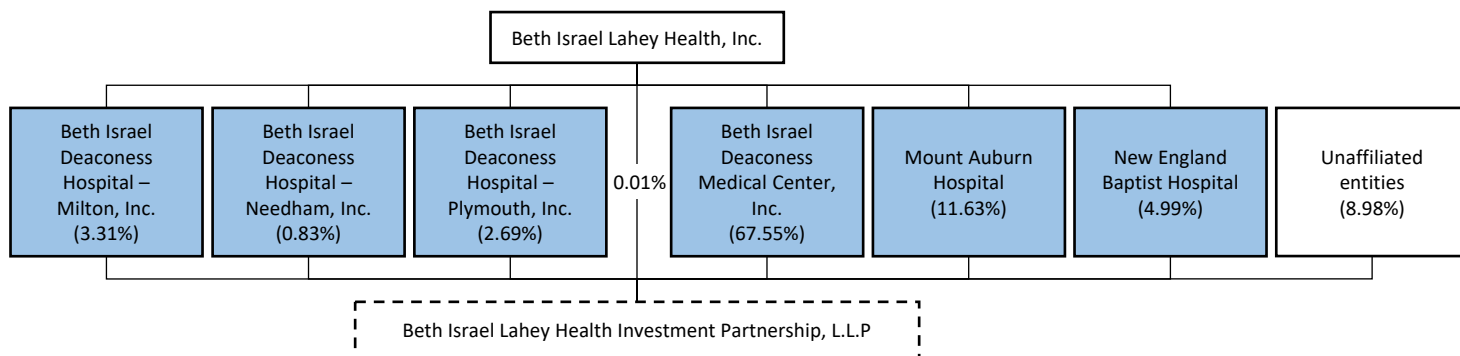 Beth Israel Lahey Health, Inc.
Beth Israel
Deaconess
Hospital –
Milton, Inc.
(3.31%)
Beth Israel
Deaconess
Hospital –
Needham, Inc.
(0.83%)
Beth Israel
Deaconess
Hospital –
Plymouth, Inc.
(2.69%)
0.01%
Beth Israel
Deaconess
Medical Center,
Inc.
(67.55%)
Mount Auburn
Hospital
(11.63%)
New England
Baptist Hospital
(4.99%)
Unaffiliated
entities
(8.98%)
Beth Israel Lahey Health Investment Partnership, L.L.P